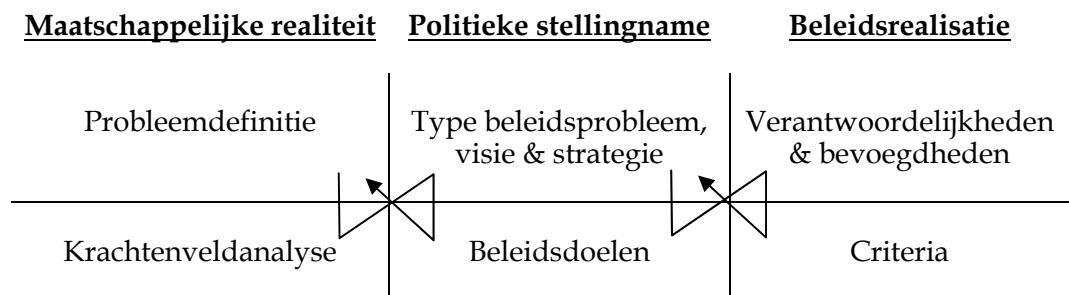 Maatschappelijke realiteit
Politieke stellingname
Beleidsrealisatie
Probleemdefinitie
Type beleidsprobleem,
visie & strategie
Verantwoordelijkheden
& bevoegdheden
Krachtenveldanalyse
Beleidsdoelen
Criteria